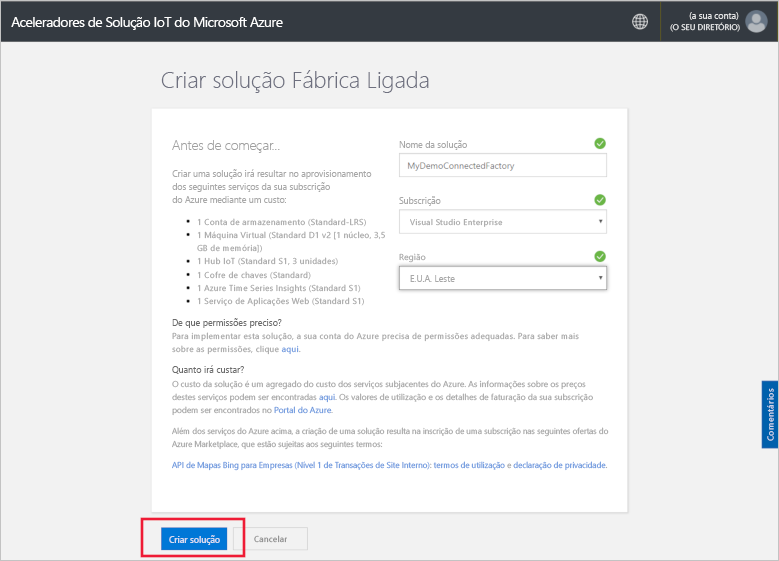 Aceleradores de Solução IoT do Microsoft Azure
(a sua conta)
(O SEU DIRETÓRIO)
Criar solução Fábrica Ligada
Antes de começar...
Criar uma solução irá resultar no aprovisionamento
dos seguintes serviços da sua subscrição
do Azure mediante um custo:
1 Conta de armazenamento (Standard-LRS)
1 Máquina Virtual (Standard D1 v2 [1 núcleo, 3,5
GB de memória])
1 Hub IoT (Standard S1, 3 unidades)
1 Cofre de chaves (Standard)
1 Azure Time Series Insights (Standard S1)
1 Serviço de Aplicações Web (Standard S1)
Nome da solução
MyDemoConnectedFactory
Subscrição
Visual Studio Enterprise
Região
E.U.A. Leste
De que permissões preciso?
Para implementar esta solução, a sua conta do Azure precisa de permissões adequadas. Para saber mais
sobre as permissões, clique aqui.
Quanto irá custar?
O custo da solução é um agregado do custo dos serviços subjacentes do Azure. As informações sobre os preços
destes serviços podem ser encontradas aqui. Os valores de utilização e os detalhes de faturação da sua subscrição
podem ser encontrados no Portal do Azure.
Além dos serviços do Azure acima, a criação de uma solução resulta na inscrição de uma subscrição nas seguintes ofertas do
Azure Marketplace, que estão sujeitas aos seguintes termos:
API de Mapas Bing para Empresas (Nível 1 de Transações de Site Interno): termos de utilização e declaração de privacidade.
Comentários
Criar solução
Cancelar